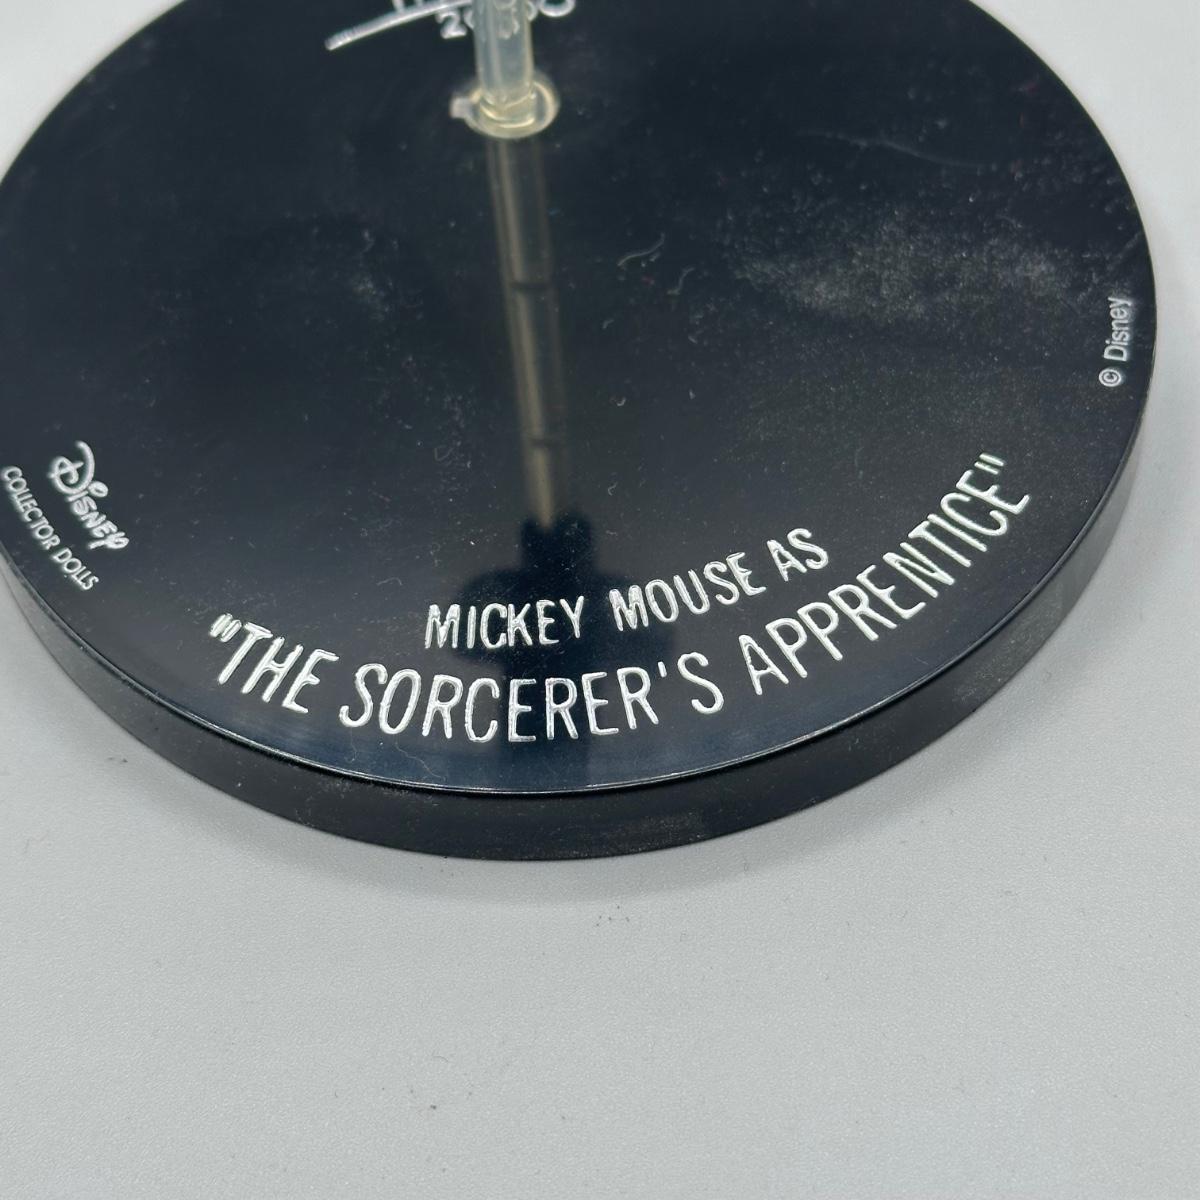 MICKEY MOUSE AS
"THE SORCERER'S APPRENTICE"
Disney
COLLECTOR DOLLS
© Disney